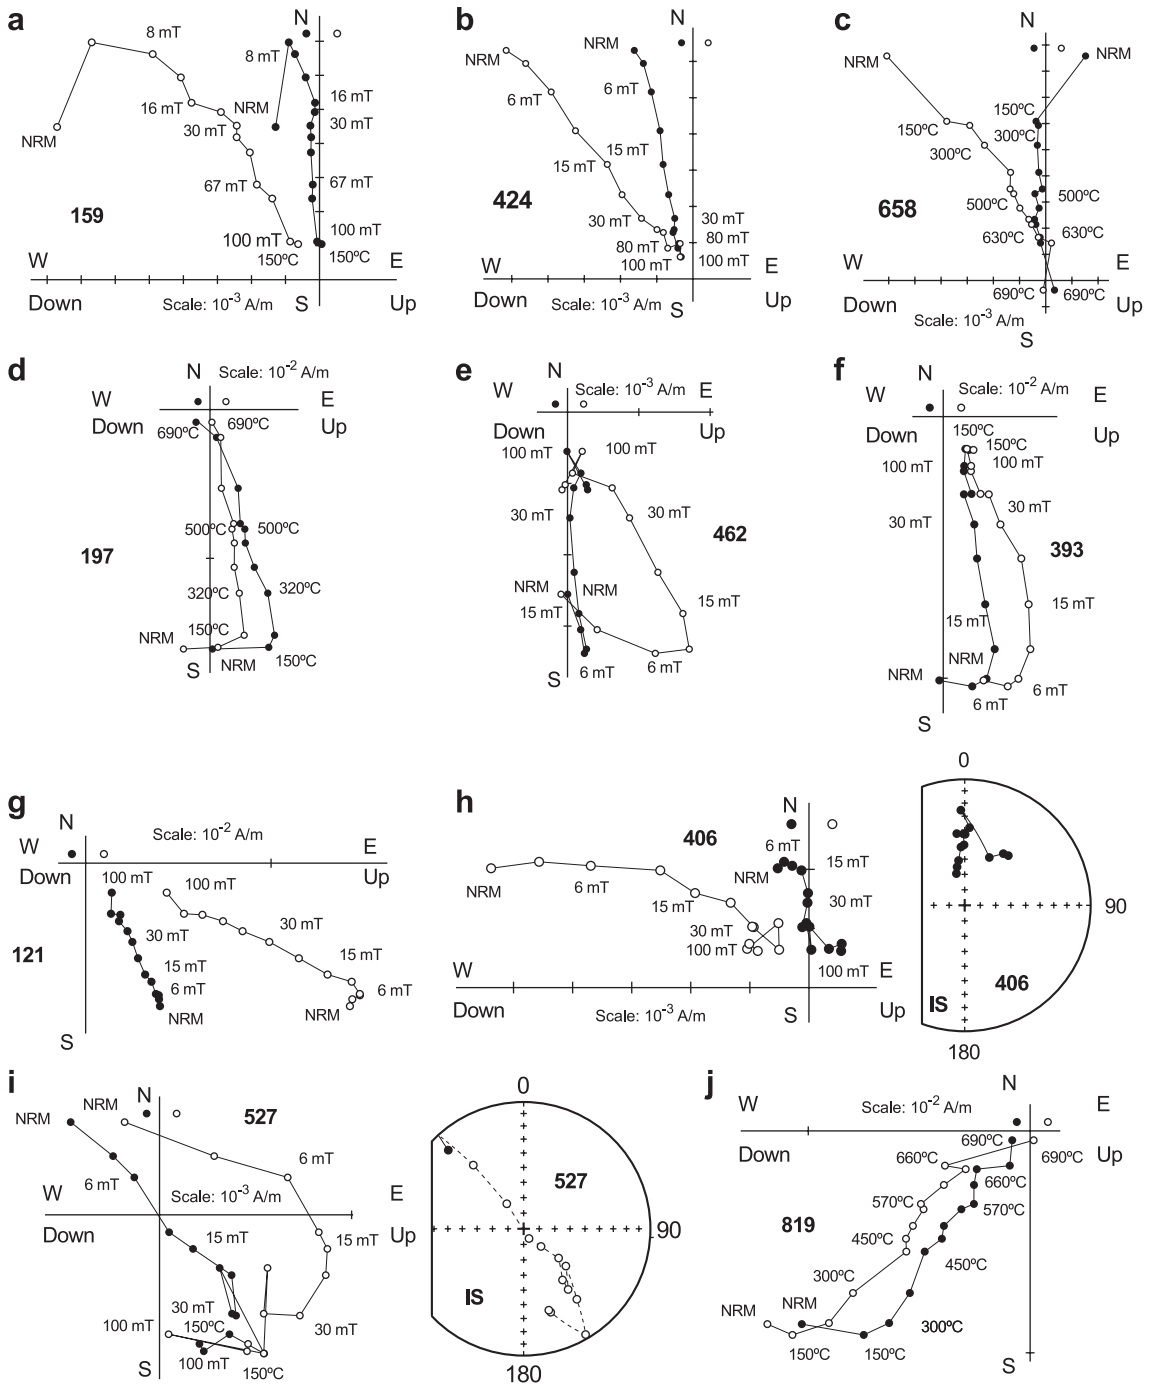 a
N
8 mT
8 mT
16 mT
NRM
16 mT
30 mT
30 mT
NRM
67 mT
67 mT
159
100 mT
100 mT
150ºC
150ºC
W
E
Down
Scale: 10-3 A/m
S
Up
b
N
NRM
NRM
6 mT
6 mT
15 mT
15 mT
424
30 mT
30 mT
80 mT
80 mT
100 mT
100 mT
W
E
Down
Scale: 10-3 A/m
S
Up
c
N
NRM
NRM
150ºC
150ºC
300ºC
300ºC
500ºC
500ºC
658
630ºC
630ºC
W
E
Down
690ºC
690ºC
Up
Scale: 10-3 A/m
S
d
N
Scale: 10-2 A/m
W
E
Down
690ºC
690ºC
Up
500ºC
500ºC
197
320ºC
320ºC
150ºC
NRM
NRM
150ºC
S
e
N
Scale: 10-3 A/m
W
E
Down
Up
100 mT
100 mT
30 mT
30 mT
462
NRM
NRM
15 mT
15 mT
6 mT
6 mT
S
f
N
Scale: 10-2 A/m
W
E
Down
Up
150ºC
150ºC
100 mT
100 mT
30 mT
30 mT
393
15 mT
15 mT
NRM
NRM
6 mT
6 mT
S
g
N
Scale: 10-2 A/m
W
E
Down
Up
100 mT
100 mT
30 mT
30 mT
121
15 mT
15 mT
6 mT
6 mT
NRM
NRM
S
h
N
406
6 mT
15 mT
NRM
NRM
6 mT
15 mT
30 mT
30 mT
100 mT
100 mT
W
E
Down
Scale: 10-3 A/m
S
Up
0
90
406
IS
180
i
N
NRM
NRM
527
6 mT
6 mT
Scale: 10-3 A/m
W
E
Down
Up
15 mT
15 mT
30 mT
30 mT
100 mT
150ºC
100 mT
150ºC
S
0
527
90
IS
180
j
N
W
Scale: 10-2 A/m
E
Down
690ºC
690ºC
Up
660ºC
660ºC
570ºC
570ºC
819
450ºC
450ºC
300ºC
NRM
NRM
300ºC
150ºC
150ºC
S